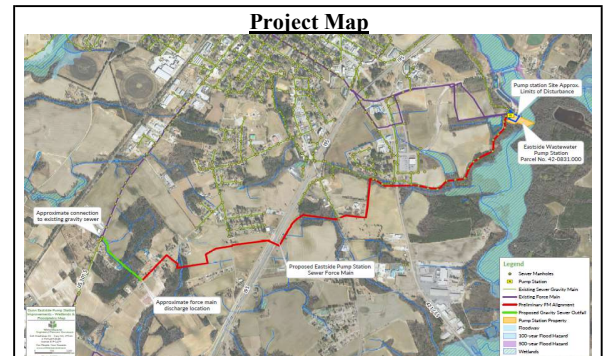 Project Map
Pump station Site Approx.
Limits of Disturbance
Eastside Wastewater
Pump Station
Parcel No. 42-0831:000
Approximate connection
to existing gravity sewer
Proposed Eastside Pump Station
Sewer Force Main
Approximate force main
discharge location
Legend
Sewer Manholes
Pump Station
Existing Sewer Gravity Main
Existing Force Main
Preliminary FM Alignment
Proposed Gravity Sewer Outfall
Pump Station Property
Floodway
100-year Flood Hazard
500-year Flood Hazard
Wetlands